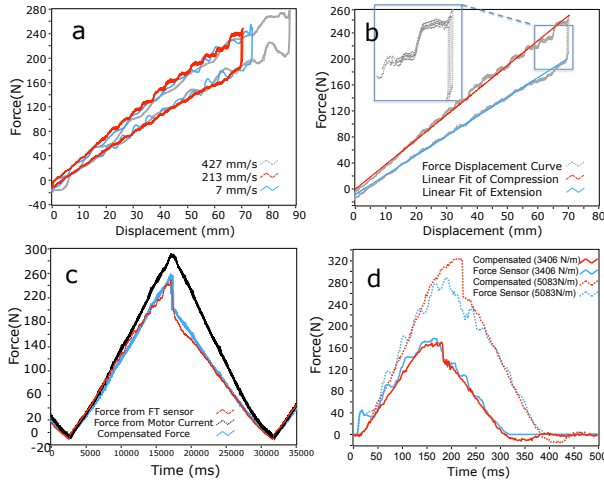 a
Force(N)
280
240
200
160
120
80
40
0
-40
0 10 20 30 40 50 60 70 80 90
Displacement (mm)
427 mm/s
213 mm/s
7 mm/s
b
Force(N)
260
200
160
120
80
40
0
0 10 20 30 40 50 60 70 80
Displacement (mm)
Force Displacement Curve
Linear Fit of Compression
Linear Fit of Extension
c
Force(N)
300
260
220
180
140
100
60
20
0
-20
0 5000 10000 15000 20000 25000 30000 35000
Time (ms)
Force from FT sensor
Force from Motor Current
Compensated Force
d
Force(N)
320
280
240
200
160
120
80
40
0
0 50 100 150 200 250 300 350 400 450 500
Time (ms)
Compensated (3406 N/m)
Force Sensor (3406 N/m)
Compensated (5083N/m)
Force Sensor (5083N/m)